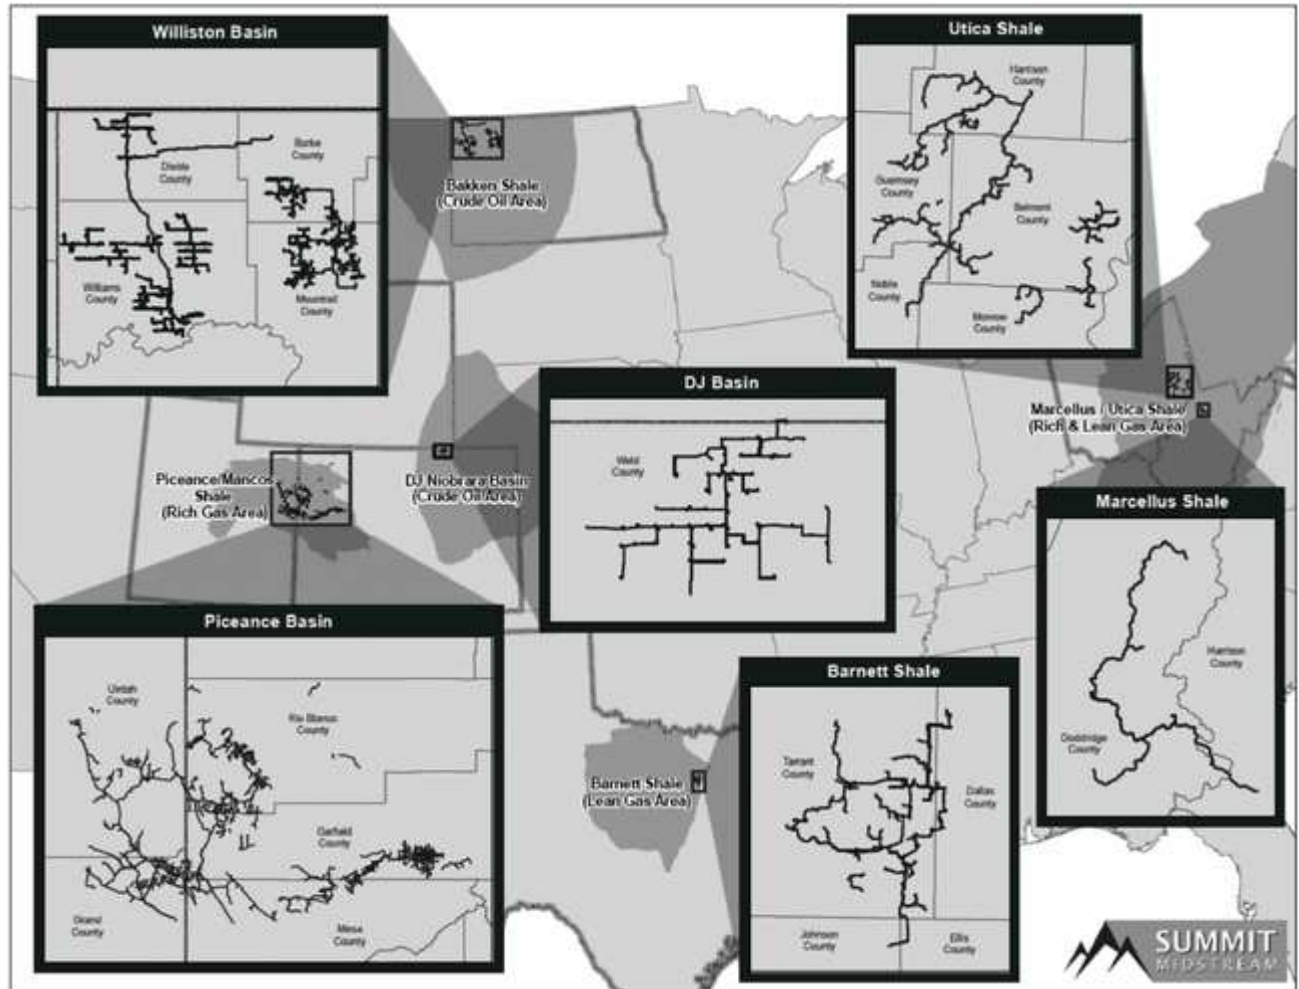 Williston Basin
Divide
County
Burke
County
Williams
County
Mountrail
County
Bakken Shale
(Crude Oil Area)
Utica Shale
Harrison
County
Guernsey
County
Belmont
County
Noble
County
Monroe
County
Marcellus / Utica Shale
(Rich & Lean Gas Area)
DJ Basin
Weld
County
DJ Niobrara Basin
(Crude Oil Area)
Piceance/Mancos
Shale
(Rich Gas Area)
Marcellus Shale
Harrison
County
Doddridge
County
Piceance Basin
Uintah
County
Rio Blanco
County
Garfield
County
Grand
County
Mesa
County
Barnett Shale
(Lean Gas Area)
Barnett Shale
Tarrant
County
Dallas
County
Johnson
County
Ellis
County
SUMMIT
MIDSTREAM